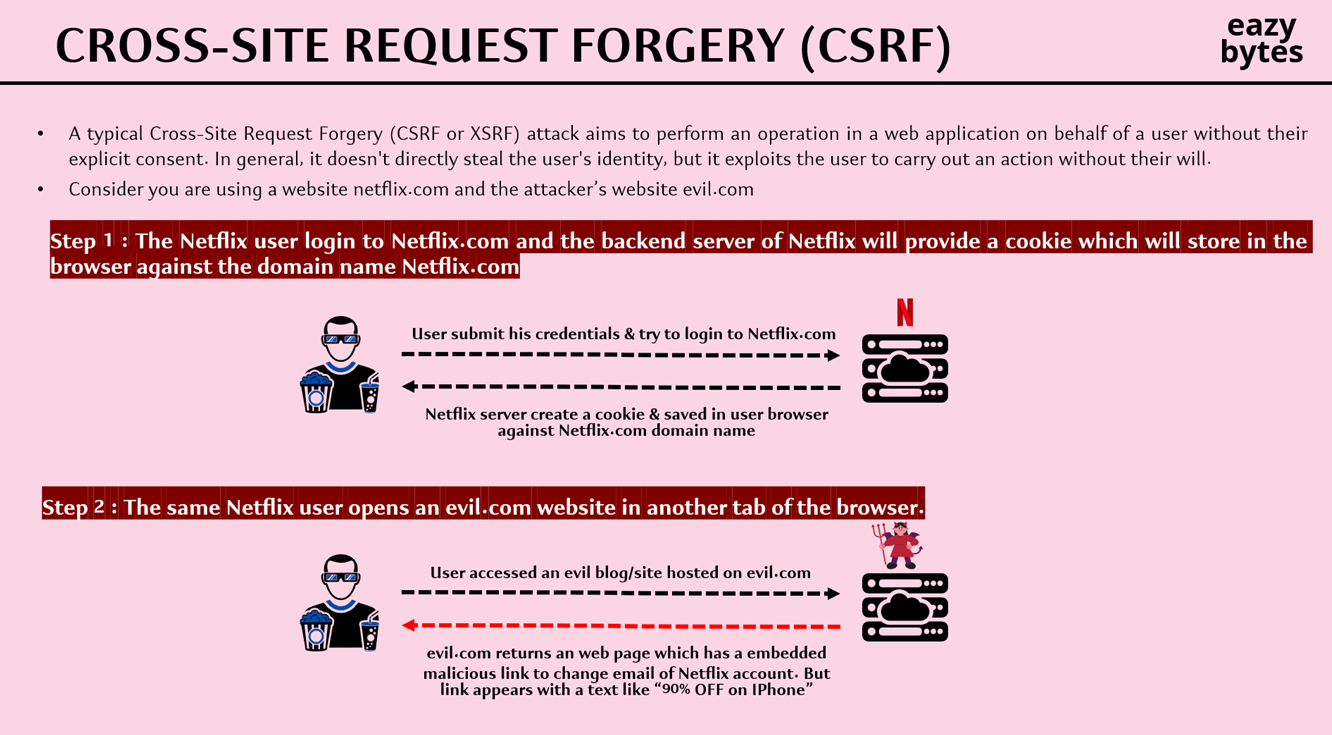 CROSS-SITE REQUEST FORGERY (CSRF)
eazy
bytes
• A typical Cross-Site Request Forgery (CSRF or XSRF) attack aims to perform an operation in a web application on behalf of a user without their
explicit consent. In general, it doesn't directly steal the user's identity, but it exploits the user to carry out an action without their will.
• Consider you are using a website netflix.com and the attacker’s website evil.com
Step 1 : The Netflix user login to Netflix.com and the backend server of Netflix will provide a cookie which will store in the
browser against the domain name Netflix.com
N
User submit his credentials & try to login to Netflix.com
Netflix server create a cookie & saved in user browser
against Netflix.com domain name
Step 2 : The same Netflix user opens an evil.com website in another tab of the browser.
User accessed an evil blog/site hosted on evil.com
evil.com returns an web page which has a embedded
malicious link to change email of Netflix account. But
link appears with a text like “90% OFF on IPhone”